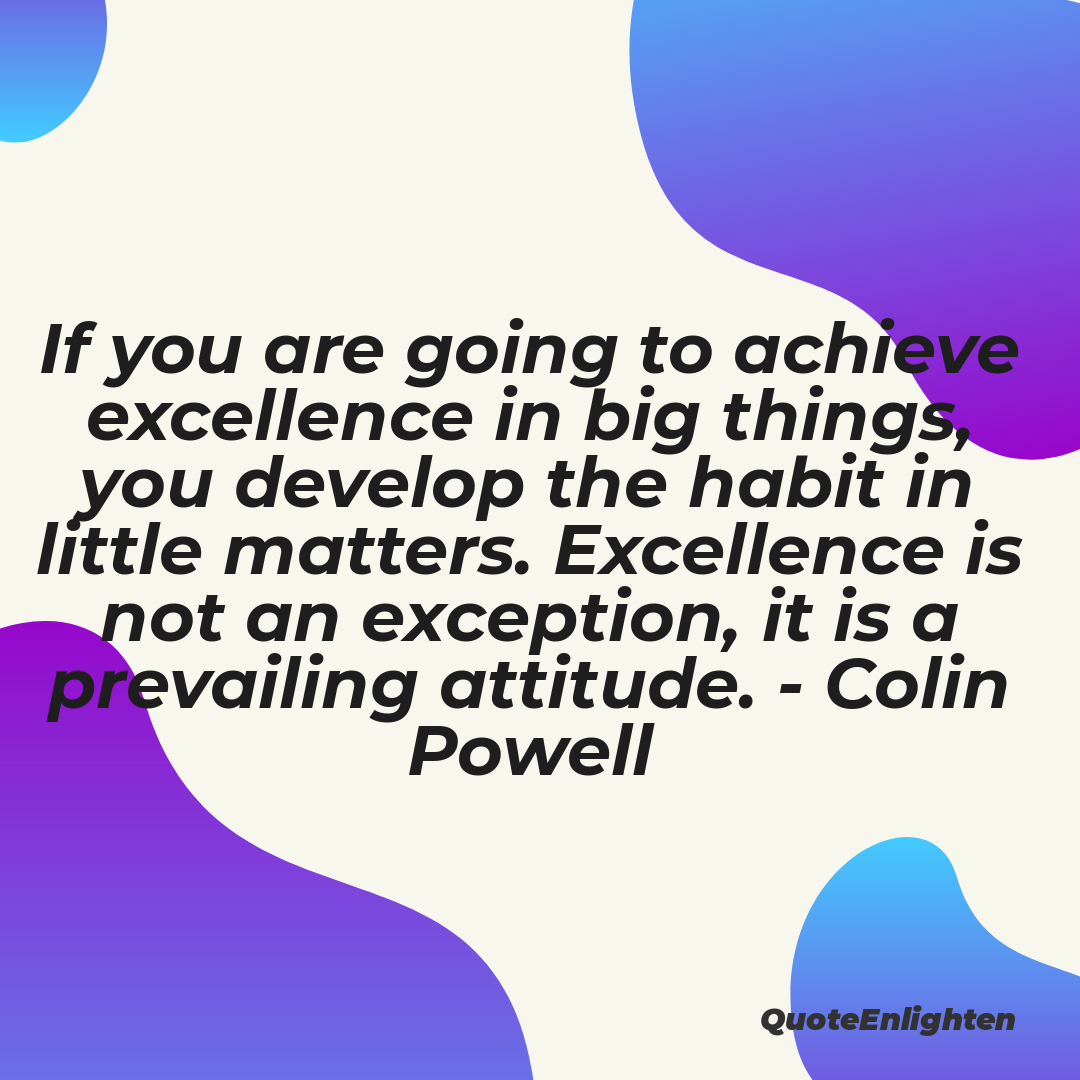 If you are going to achieve
excellence in big things,
you develop the habit in
little matters. Excellence is
not an exception, it is a
prevailing attitude. - Colin
Powell
QuoteEnlighten